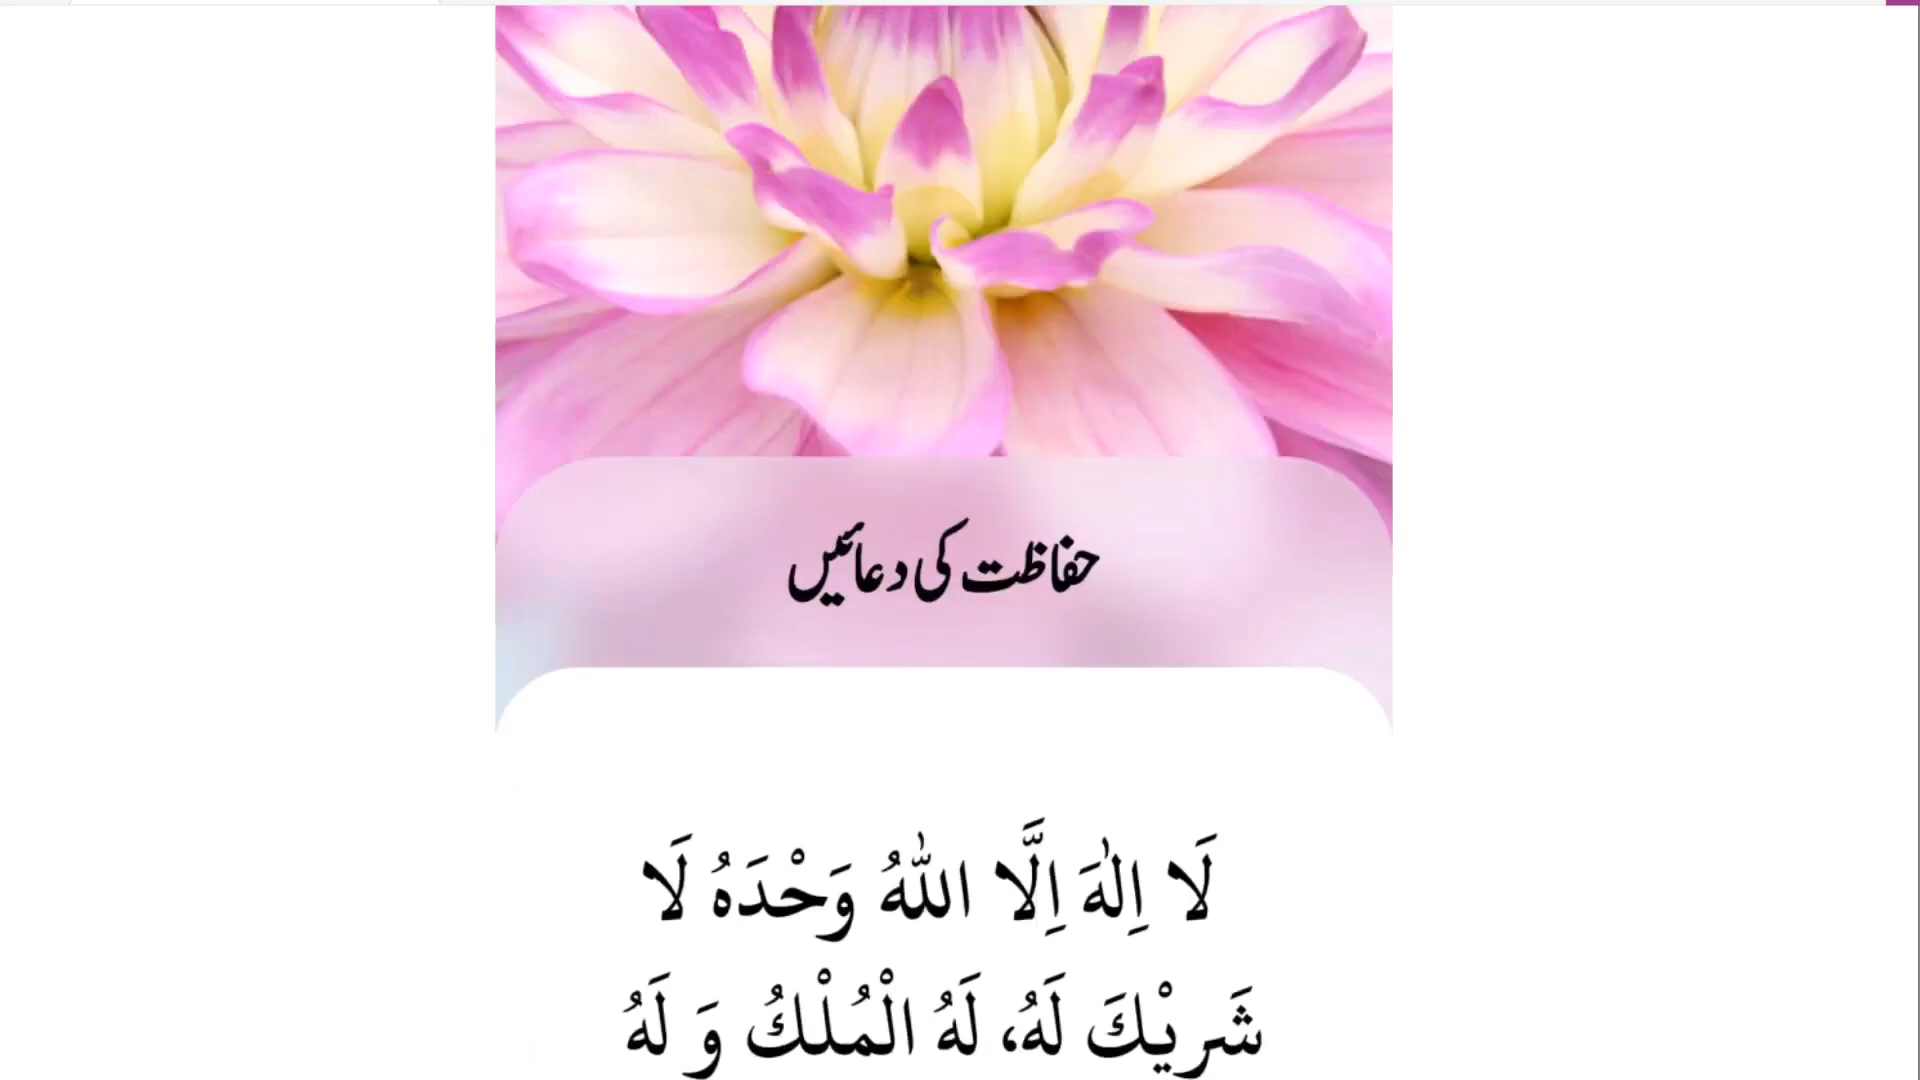 حفاظت کی دعائیں
لَا اِلٰهَ اِلَّا اللّٰهُ وَحْدَهُ لَا
شَرِيْكَ لَهُ، لَهُ الْمُلْكُ وَ لَهُ